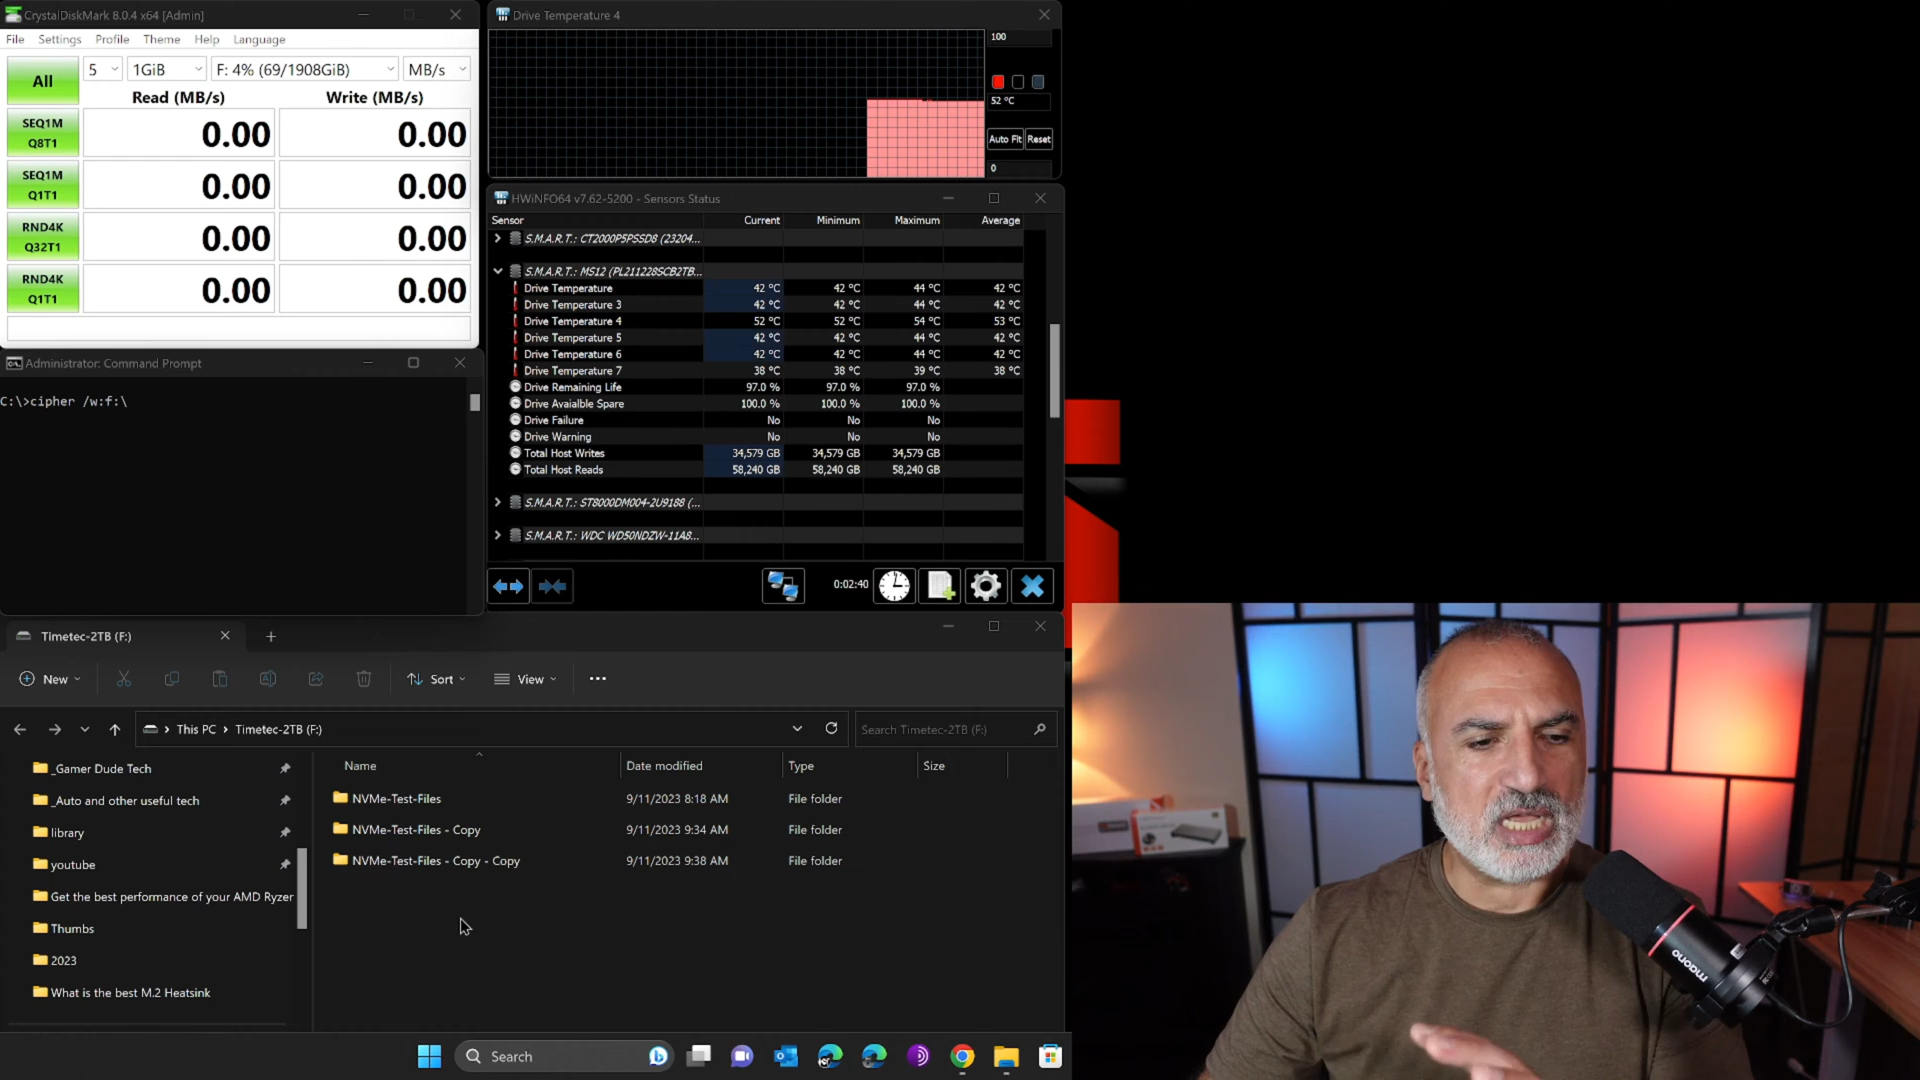 CrystalDiskMark 8.0.4 x64 [Admin]
File Settings Profile Theme Help Language
All 5 1GiB F: 4% (69/1908GiB) MB/s
Read (MB/s) Write (MB/s)
SEQ1M
Q8T1 0.00 0.00
SEQ1M
Q1T1 0.00 0.00
RND4K
Q32T1 0.00 0.00
RND4K
Q1T1 0.00 0.00
Drive Temperature 4
100
52 °C
Auto Fit Reset
0
HWiNFO64 v7.62-5200 - Sensors Status
Sensor Current Minimum Maximum Average
S.M.A.R.T.: CT2000P5PSSD8 (23204...
S.M.A.R.T.: MS12 (PL211228SCB2TB...
Drive Temperature 42 °C 42 °C 44 °C 42 °C
Drive Temperature 3 42 °C 42 °C 44 °C 42 °C
Drive Temperature 4 52 °C 52 °C 54 °C 53 °C
Drive Temperature 5 42 °C 42 °C 44 °C 42 °C
Drive Temperature 6 42 °C 42 °C 44 °C 42 °C
Drive Temperature 7 38 °C 38 °C 39 °C 38 °C
Drive Remaining Life 97.0 % 97.0 % 97.0 %
Drive Avaialble Spare 100.0 % 100.0 % 100.0 %
Drive Failure No No No
Drive Warning No No No
Total Host Writes 34,579 GB 34,579 GB 34,579 GB
Total Host Reads 58,240 GB 58,240 GB 58,240 GB
S.M.A.R.T.: ST8000DM004-2U9188 (...
S.M.A.R.T.: WDC WD50NDZW-11A8...
0:02:40
Administrator: Command Prompt
C:\>cipher /w:f:\
Timetec-2TB (F:)
New Sort View
This PC Timetec-2TB (F:) Search Timetec-2TB (F:)
_Gamer Dude Tech
_Auto and other useful tech
library
youtube
Get the best performance of your AMD Ryzer
Thumbs
2023
What is the best M.2 Heatsink
Name Date modified Type Size
NVMe-Test-Files 9/11/2023 8:18 AM File folder
NVMe-Test-Files - Copy 9/11/2023 9:34 AM File folder
NVMe-Test-Files - Copy - Copy 9/11/2023 9:38 AM File folder
Search
maono